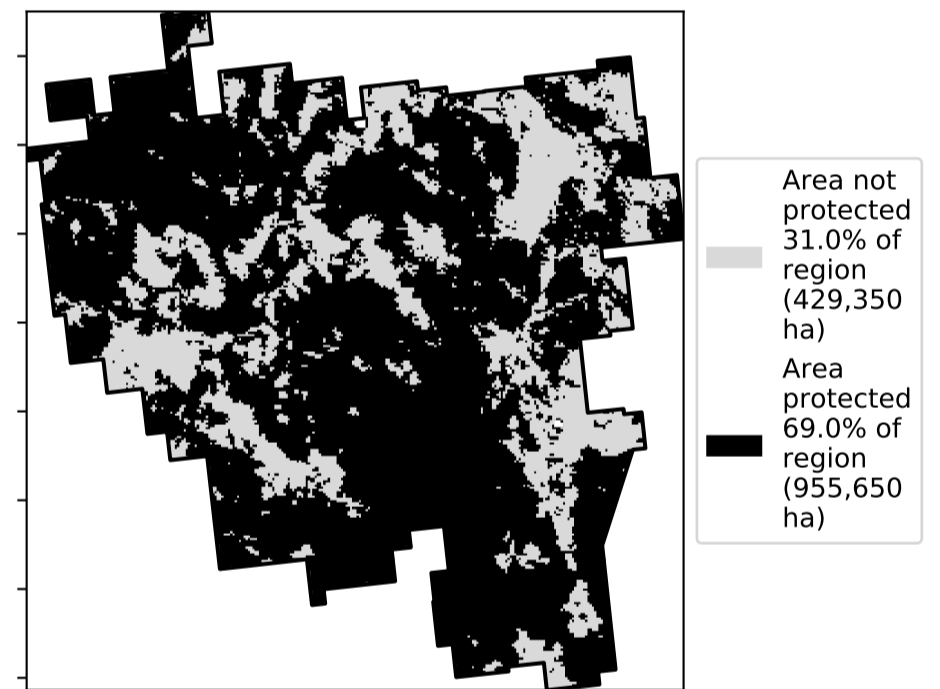 Area not
protected
31.0% of
region
(429,350
ha)
Area
protected
69.0% of
region
(955,650
ha)